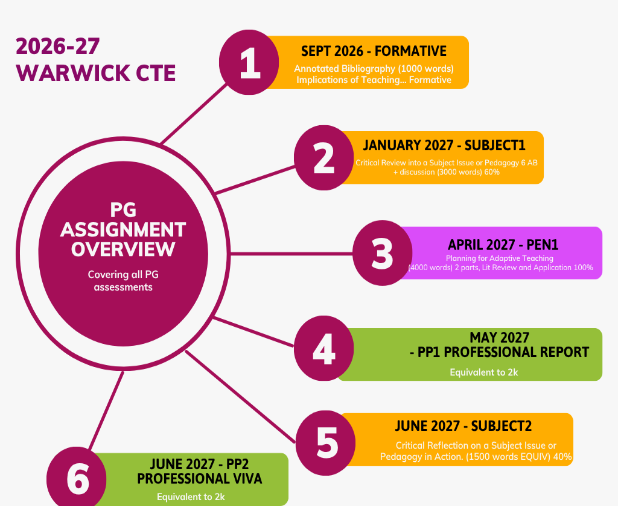 2026-27
WARWICK CTE
1
SEPT 2026 - FORMATIVE
Annotated Bibliography (1000 words)
Implications of Teaching... Formative
2
JANUARY 2027 - SUBJECT1
Critical Review into a Subject Issue or Pedagogy 6 AB
+ discussion (3000 words) 60%
PG
ASSIGNMENT
OVERVIEW
Covering all PG
assessments
3
APRIL 2027 - PEN1
Planning for Adaptive Teaching
(4000 words) 2 parts, Lit Review and Application 100%
4
MAY 2027
- PP1 PROFESSIONAL REPORT
Equivalent to 2k
5
JUNE 2027 - SUBJECT2
Critical Reflection on a Subject Issue or
Pedagogy in Action. (1500 words EQUIV) 40%
6
JUNE 2027 - PP2
PROFESSIONAL VIVA
Equivalent to 2k